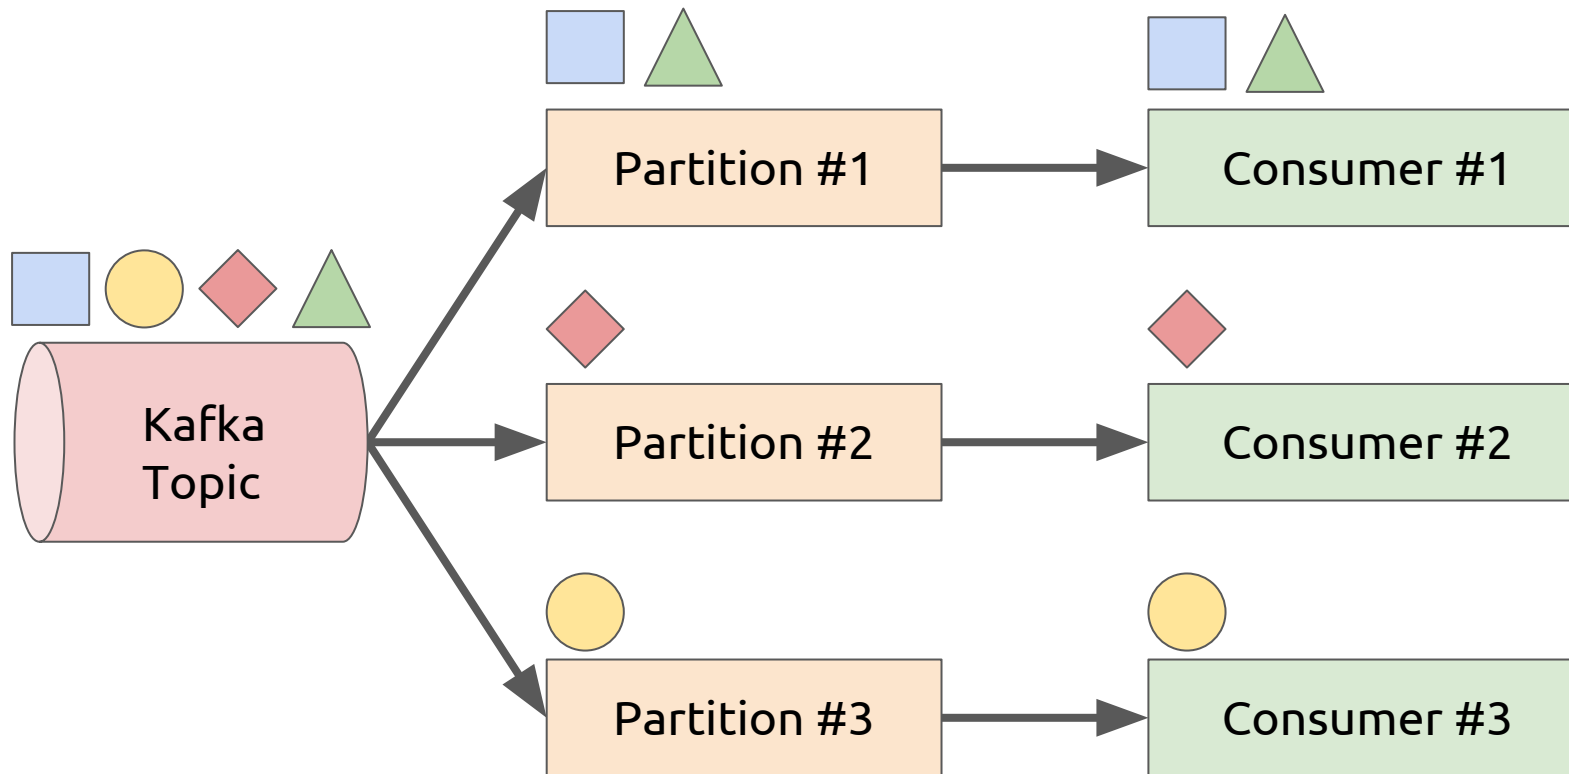 Partition #1
Consumer #1
Kafka
Topic
Partition #2
Consumer #2
Partition #3
Consumer #3